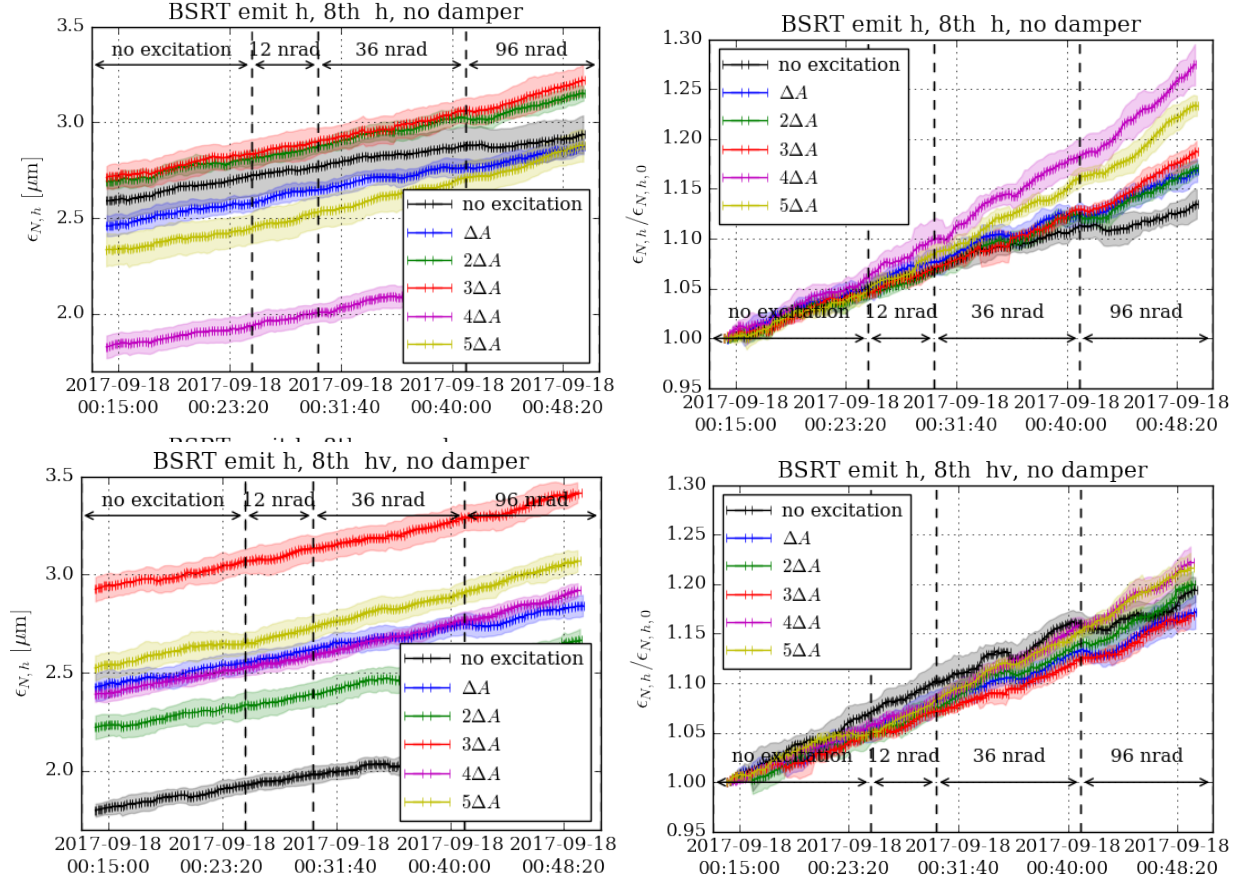 BSRT emit h, 8th h, no damper
3.5
no excitation
12 nrad
36 nrad
96 nrad
3.0
2.5
2.0
ϵN,h [μm]
no excitation
ΔA
2ΔA
3ΔA
4ΔA
5ΔA
2017-09-18 2017-09-18 2017-09-18 2017-09-18 2017-09-18
00:15:00 00:23:20 00:31:40 00:40:00 00:48:20
BSRT emit h, 8th h, no damper
1.30
1.25
1.20
1.15
1.10
1.05
1.00
0.95
ϵN,h/ϵN,h,0
no excitation
ΔA
2ΔA
3ΔA
4ΔA
5ΔA
no excitation
12 nrad
36 nrad
96 nrad
2017-09-18 2017-09-18 2017-09-18 2017-09-18 2017-09-18
00:15:00 00:23:20 00:31:40 00:40:00 00:48:20
BSRT emit h, 8th hv, no damper
3.5
no excitation
12 nrad
36 nrad
96 nrad
3.0
2.5
2.0
ϵN,h [μm]
no excitation
ΔA
2ΔA
3ΔA
4ΔA
5ΔA
2017-09-18 2017-09-18 2017-09-18 2017-09-18 2017-09-18
00:15:00 00:23:20 00:31:40 00:40:00 00:48:20
BSRT emit h, 8th hv, no damper
1.30
1.25
1.20
1.15
1.10
1.05
1.00
0.95
ϵN,h/ϵN,h,0
no excitation
ΔA
2ΔA
3ΔA
4ΔA
5ΔA
no excitation
12 nrad
36 nrad
96 nrad
2017-09-18 2017-09-18 2017-09-18 2017-09-18 2017-09-18
00:15:00 00:23:20 00:31:40 00:40:00 00:48:20